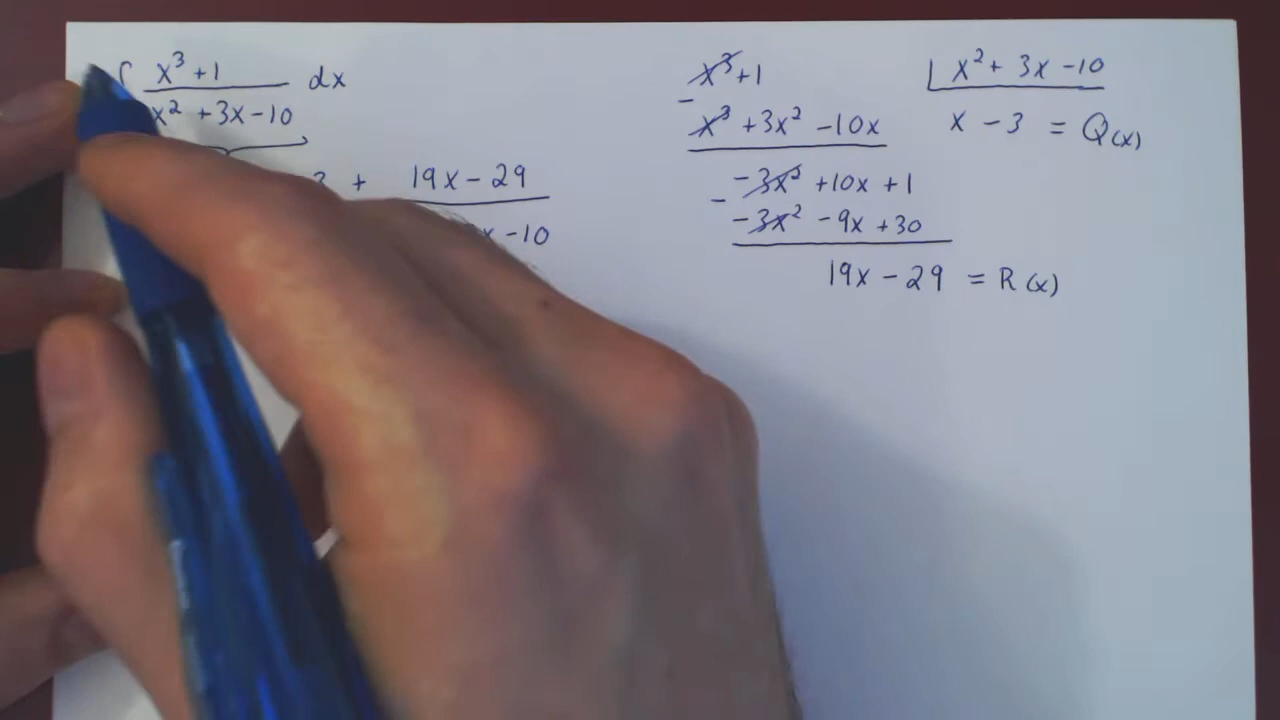 ∫ x³ + 1 / x² + 3x - 10 dx
3 + 19x - 29 / x - 10
x³ + 1 | x² + 3x - 10
- x³ + 3x² - 10x
x - 3 = Q(x)
- 3x² + 10x + 1
- - 3x² - 9x + 30
19x - 29 = R(x)